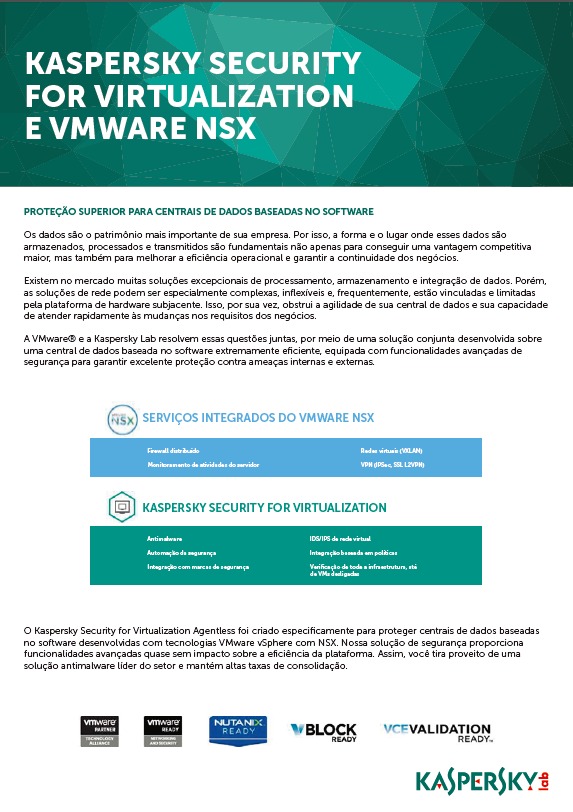 KASPERSKY SECURITY
FOR VIRTUALIZATION
E VMWARE NSX
PROTEÇÃO SUPERIOR PARA CENTRAIS DE DADOS BASEADAS NO SOFTWARE
Os dados são o patrimônio mais importante de sua empresa. Por isso, a forma e o lugar onde esses dados são
armazenados, processados e transmitidos são fundamentais não apenas para conseguir uma vantagem competitiva
maior, mas também para melhorar a eficiência operacional e garantir a continuidade dos negócios.
Existem no mercado muitas soluções excepcionais de processamento, armazenamento e integração de dados. Porém,
as soluções de rede podem ser especialmente complexas, inflexíveis e, frequentemente, estão vinculadas e limitadas
pela plataforma de hardware subjacente. Isso, por sua vez, obstrui a agilidade de sua central de dados e sua capacidade
de atender rapidamente às mudanças nos requisitos dos negócios.
A VMware® e a Kaspersky Lab resolvem essas questões juntas, por meio de uma solução conjunta desenvolvida sobre
uma central de dados baseada no software extremamente eficiente, equipada com funcionalidades avançadas de
segurança para garantir excelente proteção contra ameaças internas e externas.
NSX
SERVIÇOS INTEGRADOS DO VMWARE NSX
Firewall distribuído
Redes virtuais (VXLAN)
Monitoramento de atividades do servidor
VPN (IPSec, SSL L2VPN)
KASPERSKY SECURITY FOR VIRTUALIZATION
Antimalware
IDS/IPS de rede virtual
Automação da segurança
Integração baseada em políticas
Integração com marcas de segurança
Verificação de toda a infraestrutura, até
de VMs desligadas
O Kaspersky Security for Virtualization Agentless foi criado especificamente para proteger centrais de dados baseadas
no software desenvolvidas com tecnologias VMware vSphere com NSX. Nossa solução de segurança proporciona
funcionalidades avançadas quase sem impacto sobre a eficiência da plataforma. Assim, você tira proveito de uma
solução antimalware líder do setor e mantém altas taxas de consolidação.
vmware
PARTNER
TECHNOLOGY
ALLIANCE
vmware
READY
NETWORKING
AND SECURITY
NUTANIX
READY
VBLOCK
READY
VCEVALIDATION
READY™
KASPERSKY lab